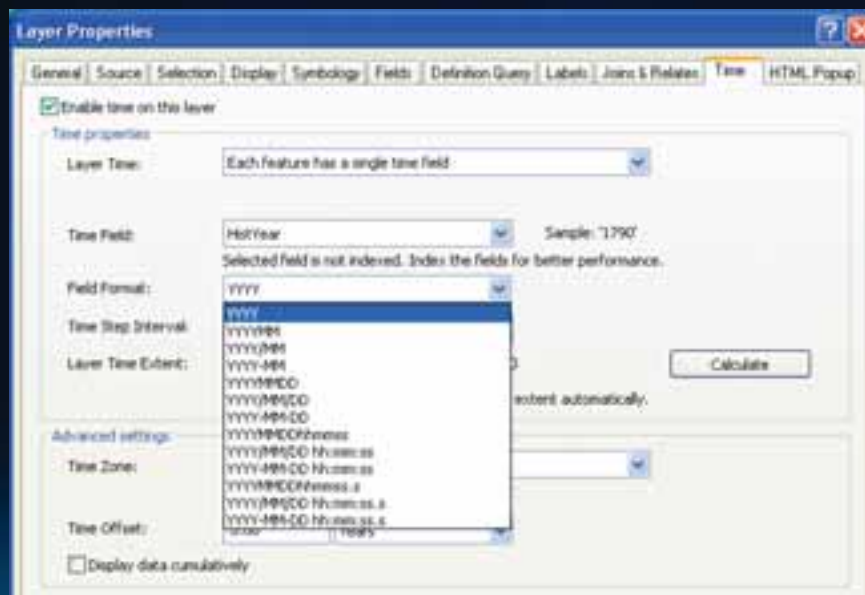 Layer Properties
General Source Selection Display Symbology Fields Definition Query Labels Joins & Relates Time HTML Popup
Enable time on this layer
Time properties
Layer Time: Each feature has a single time field
Time Field: HistYear Sample: '1790'
Selected field is not indexed. Index the fields for better performance.
Field Format: YYYY
YYYY
Time Step Interval:
YYYYMM
YYYY/MM
Layer Time Extent: Calculate
YYYY-MM
YYYYMMDD
YYYY/MM/DD extent automatically.
YYYY-MM-DD
Advanced settings
YYYYMMDDhhmmss
YYYY/MM/DD hh:mm:ss
Time Zone:
YYYY-MM-DD hh:mm:ss
YYYYMMDDhhmmss.s
YYYY/MM/DD hh:mm:ss.s
YYYY-MM-DD hh:mm:ss.s
Time Offset: Years
Display data cumulatively